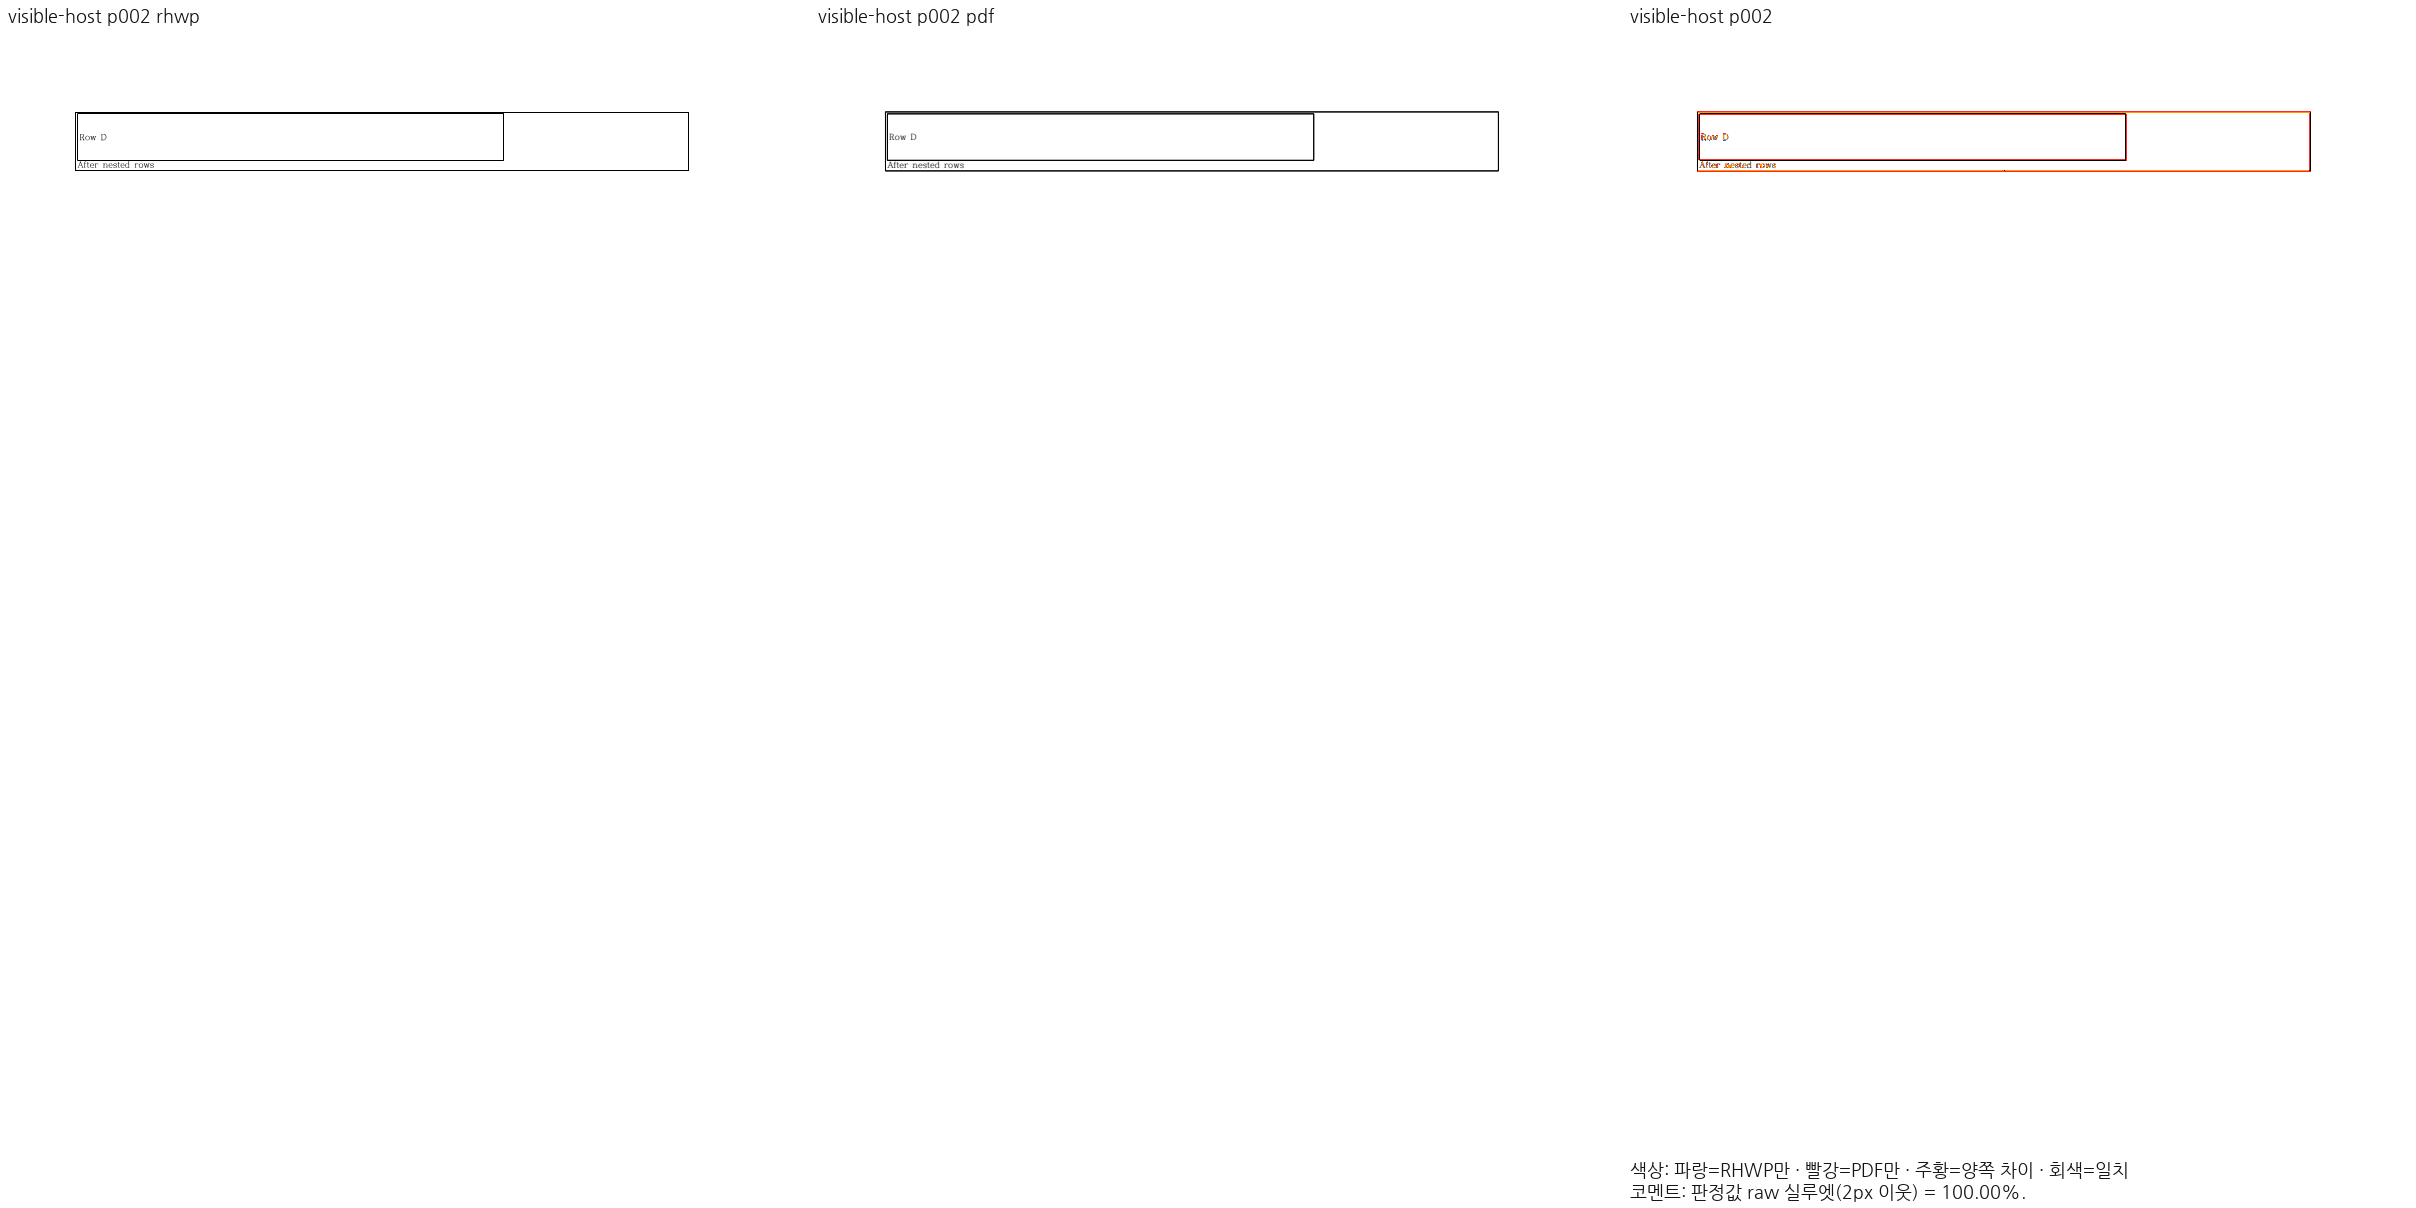 visible-host p002 rhwp
Row D
After nested rows
visible-host p002 pdf
Row D
After nested rows
visible-host p002
Row D
After nested rows
색상: 파랑=RHWP만 · 빨강=PDF만 · 주황=양쪽 차이 · 회색=일치
코멘트: 판정값 raw 실루엣(2px 이웃) = 100.00%.